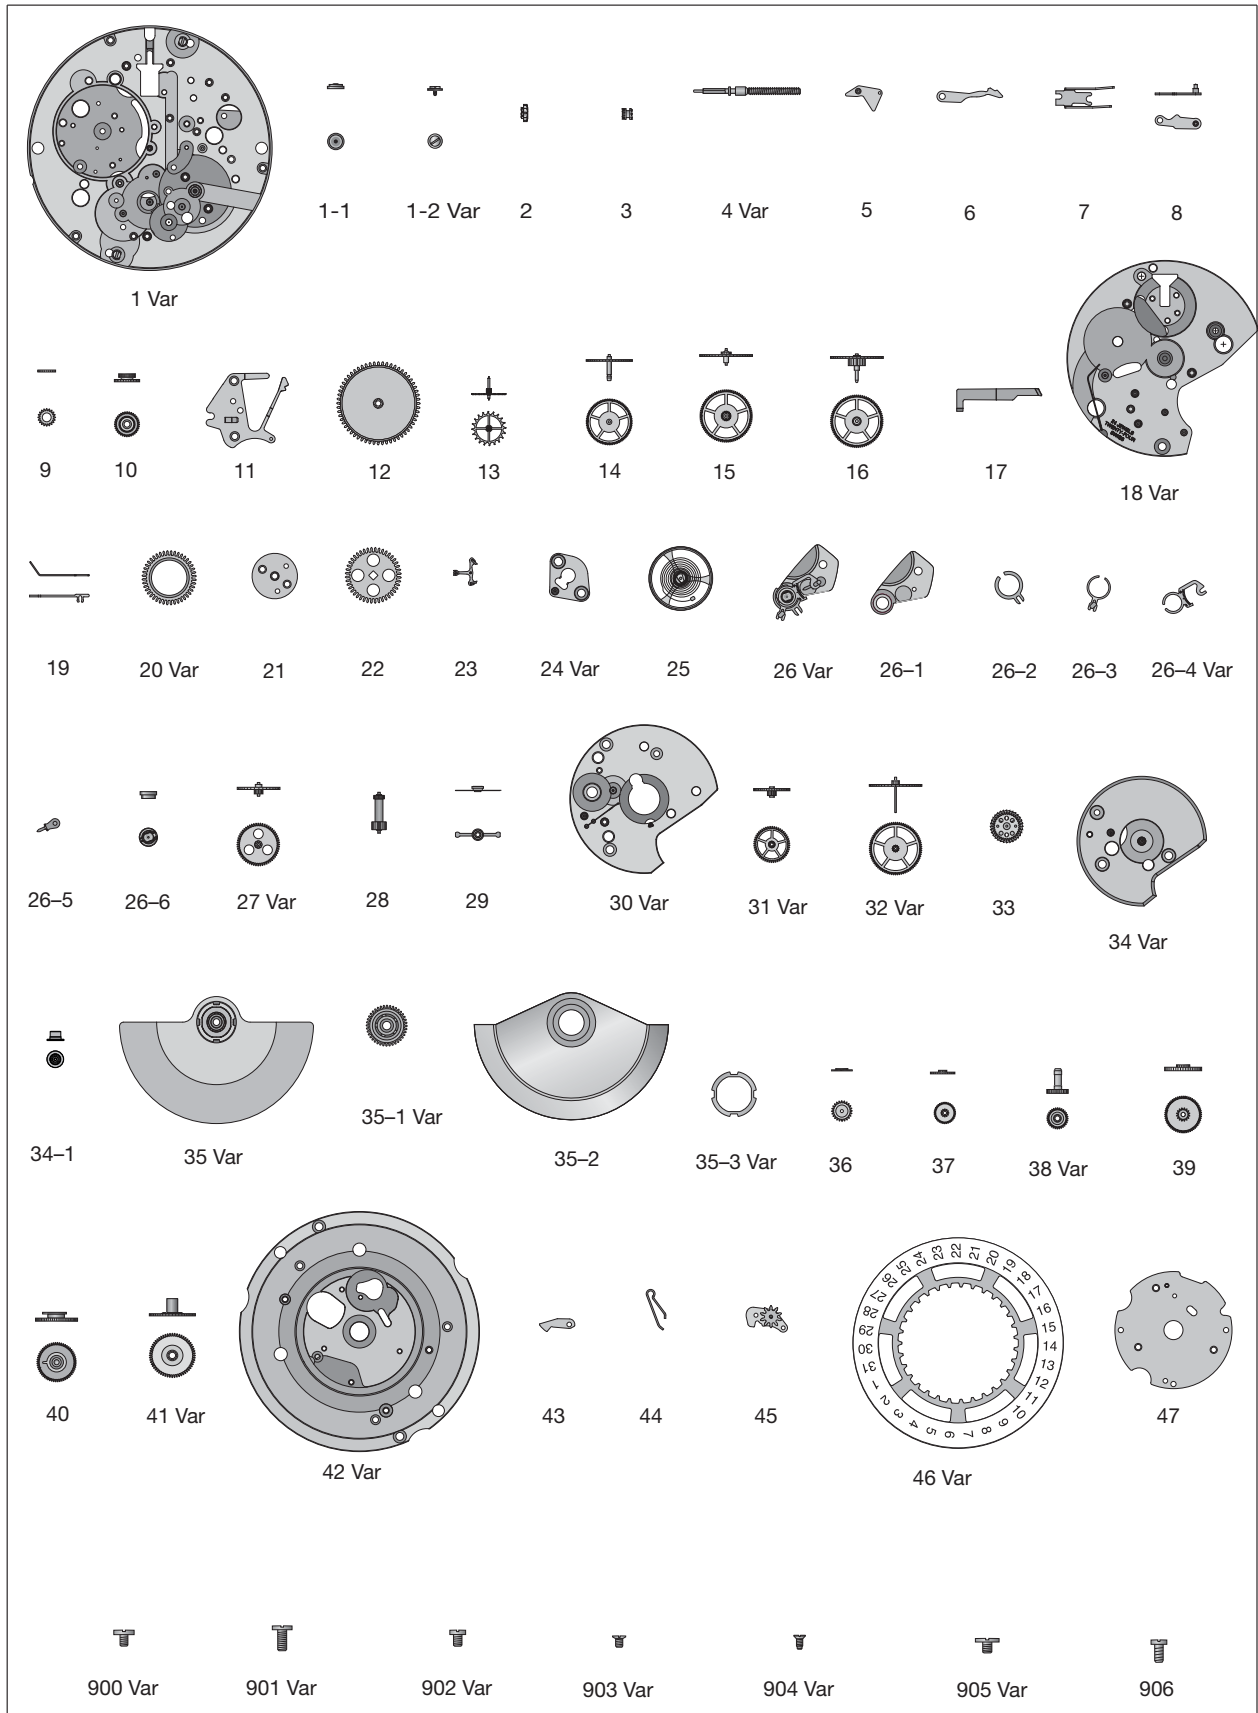 1-1 1-2 Var 2 3 4 Var 5 6 7 8
1 Var
9 10 11 12 13 14 15 16 17
18 Var
19 20 Var 21 22 23 24 Var 25 26 Var 26–1 26–2 26–3 26–4 Var
26–5 26–6 27 Var 28 29 30 Var 31 Var 32 Var 33
34 Var
34–1 35 Var 35–1 Var 35–2 35–3 Var 36 37 38 Var 39
22 21 20 19 18 17 16 15 14 13 12 11 10 9 8 7 6 5 4 3 2 1 31 30 29 28 27 26 25 24 23
40 41 Var 43 44 45 47
42 Var 46 Var
900 Var 901 Var 902 Var 903 Var 904 Var 905 Var 906